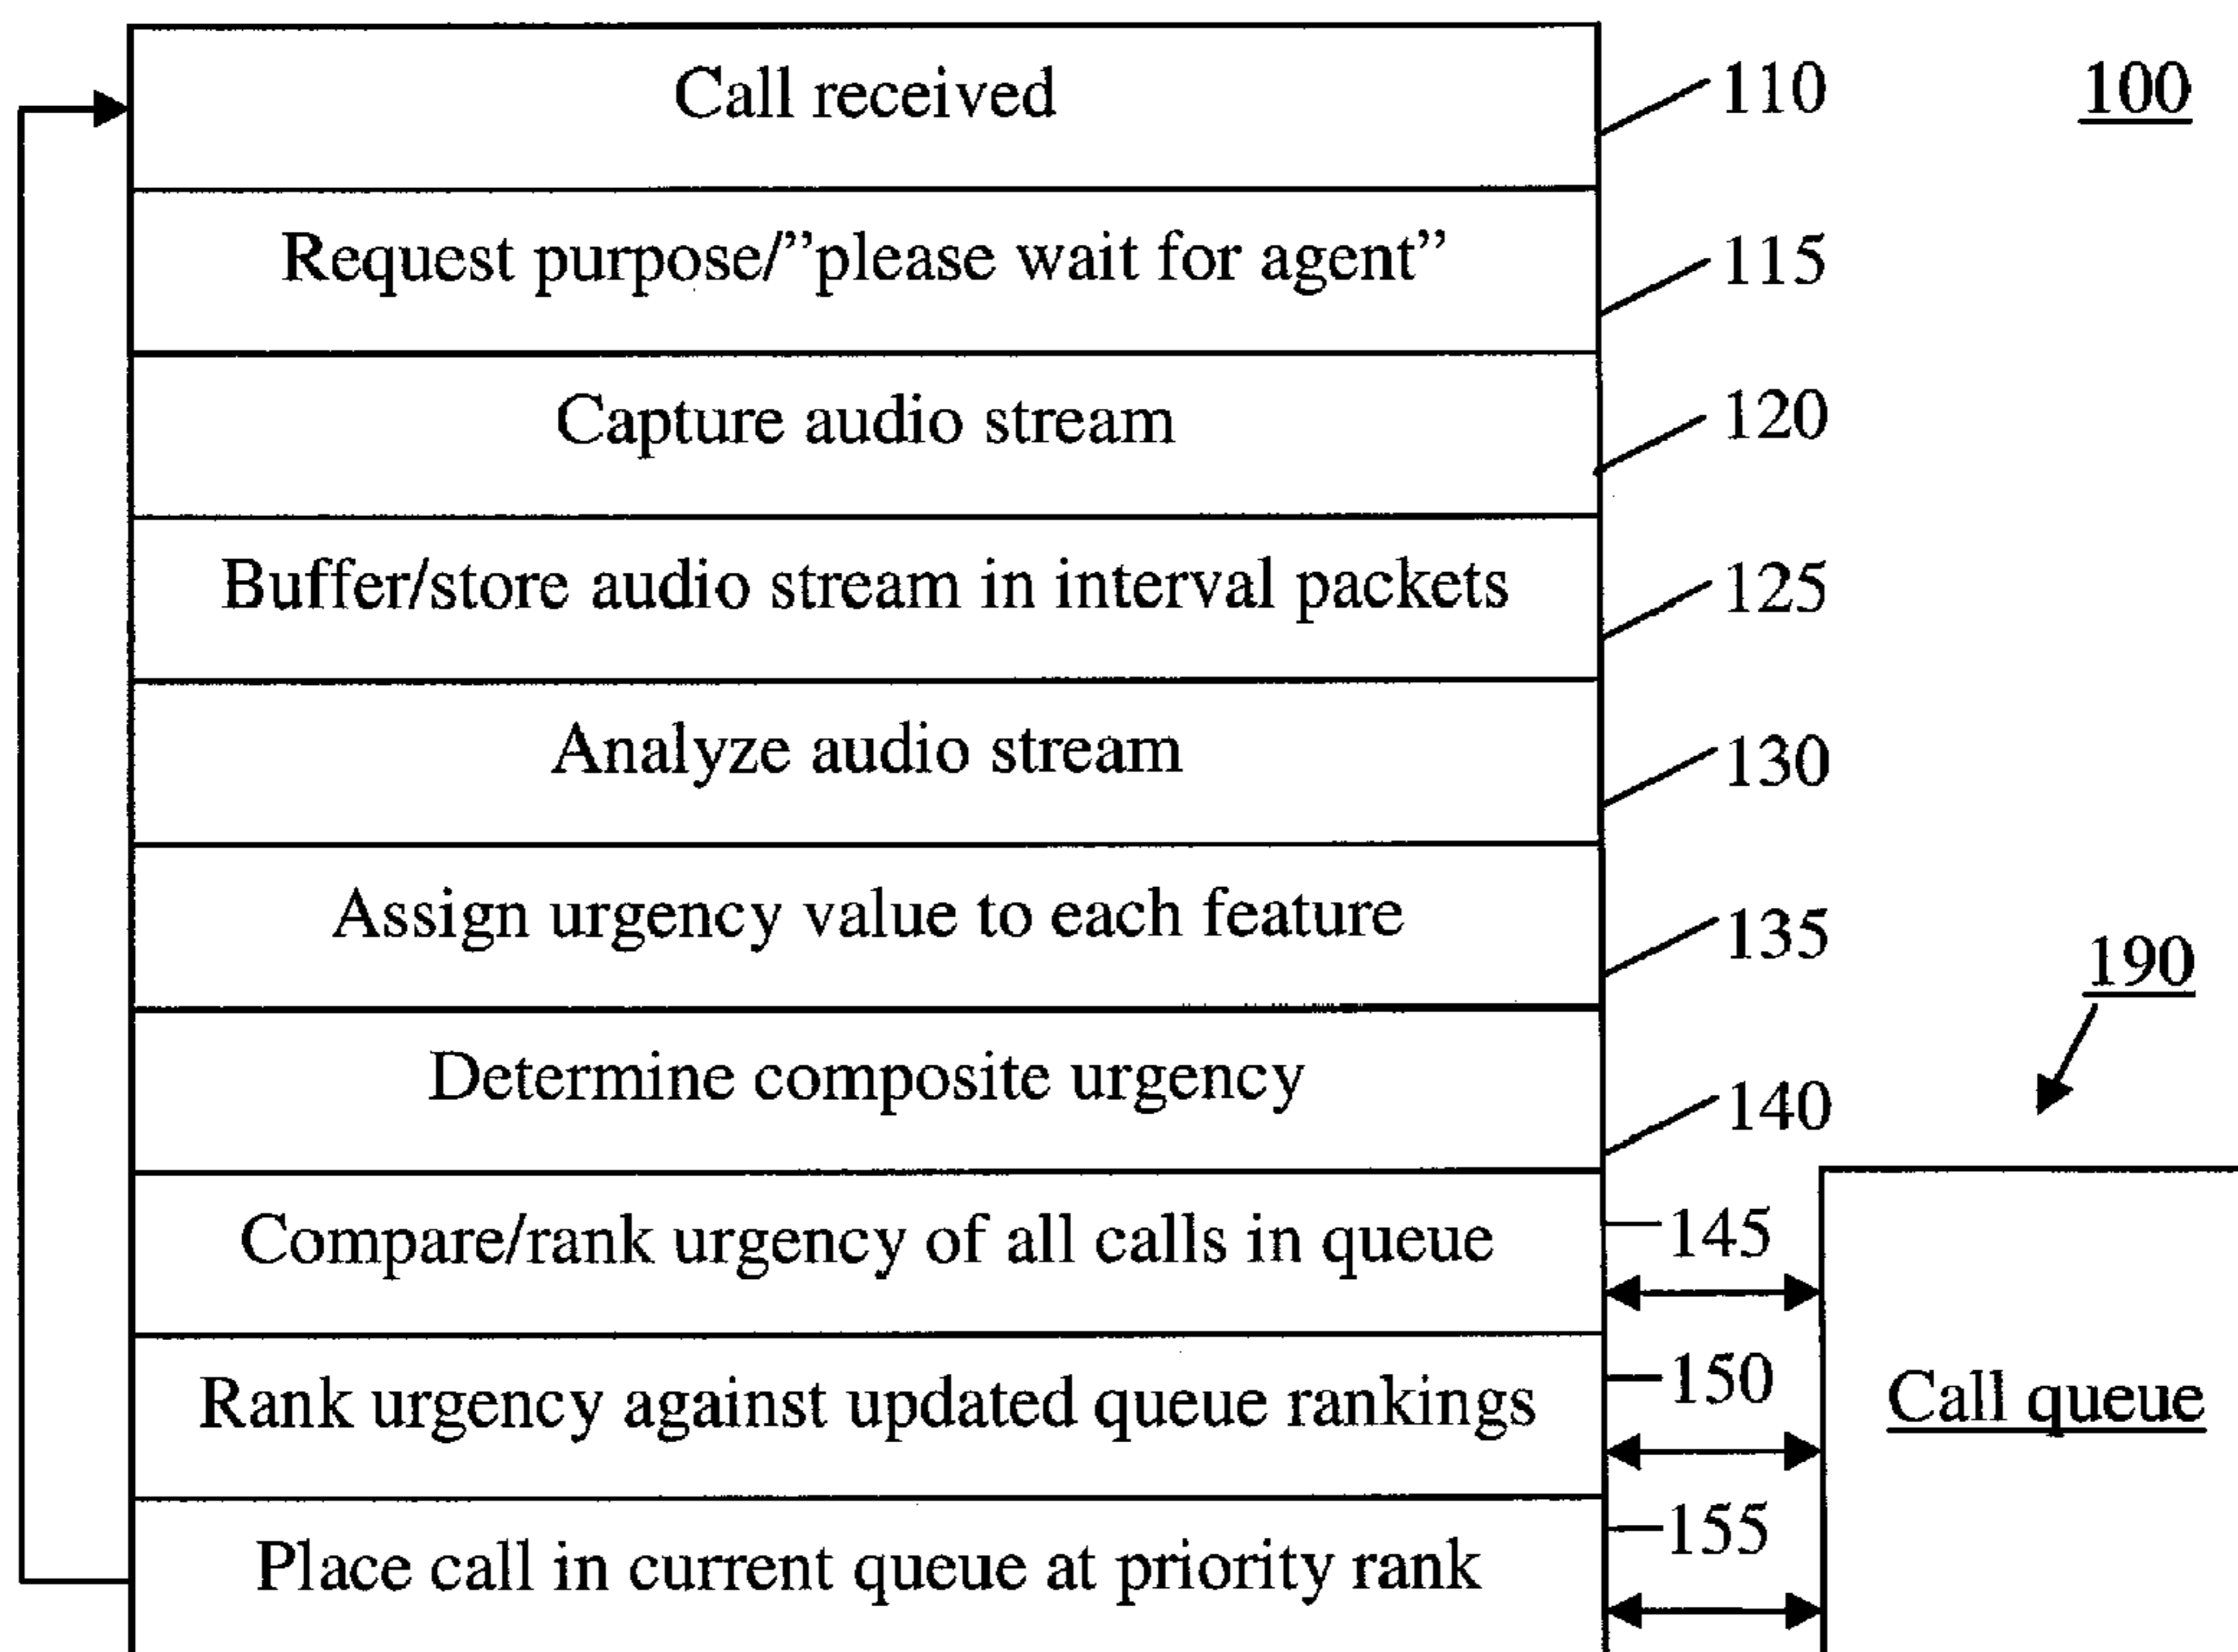 Call received
110
100
Request purpose/”please wait for agent”
115
Capture audio stream
120
Buffer/store audio stream in interval packets
125
Analyze audio stream
130
Assign urgency value to each feature
135
190
Determine composite urgency
140
Compare/rank urgency of all calls in queue
145
Rank urgency against updated queue rankings
150
Call queue
Place call in current queue at priority rank
155